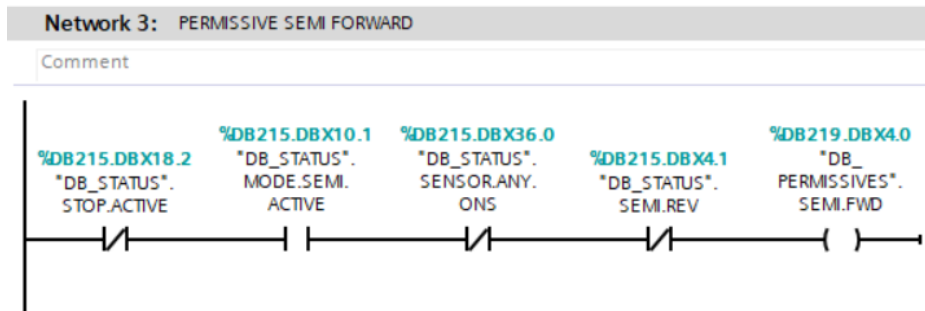 Network 3: PERMISSIVE SEMI FORWARD
Comment
%DB215.DBX18.2
"DB_STATUS".
STOP.ACTIVE
%DB215.DBX10.1
"DB_STATUS".
MODE.SEMI.
ACTIVE
%DB215.DBX36.0
"DB_STATUS".
SENSOR.ANY.
ONS
%DB215.DBX4.1
"DB_STATUS".
SEMI.REV
%DB219.DBX4.0
"DB_
PERMISSIVES".
SEMI.FWD